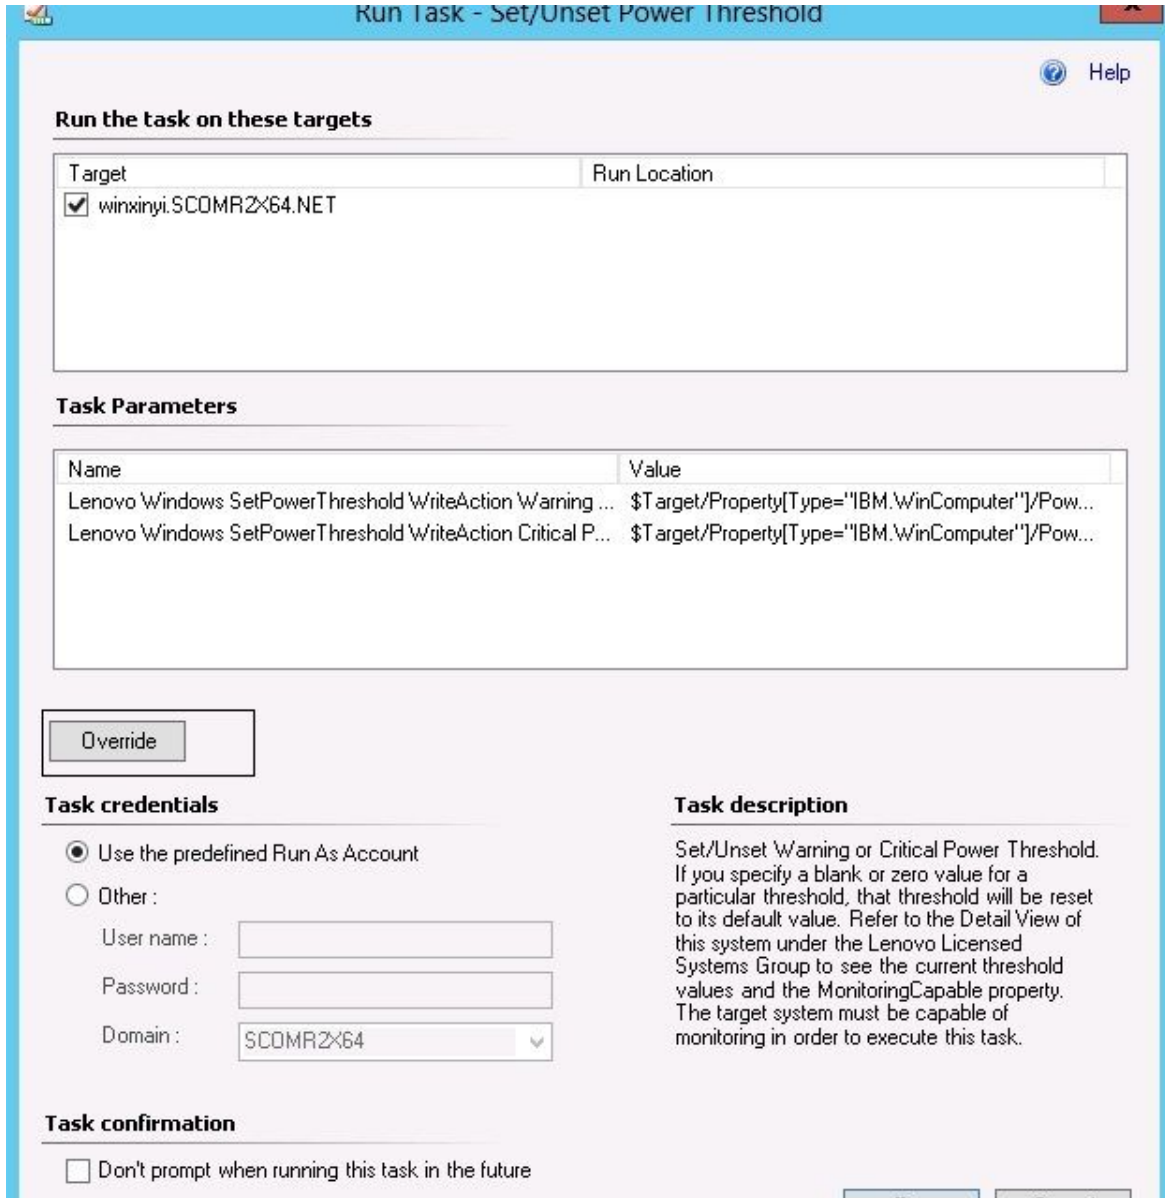 Run Task - Set/Unset Power Threshold
Help
Run the task on these targets
Target Run Location
winxinyi.SCOMR2X64.NET
Task Parameters
Name Value
Lenovo Windows SetPowerThreshold WriteAction Warning ... $Target/Property[Type="IBM.WinComputer"]/Pow...
Lenovo Windows SetPowerThreshold WriteAction Critical P... $Target/Property[Type="IBM.WinComputer"]/Pow...
Override
Task credentials
Use the predefined Run As Account
Other :
User name :
Password :
Domain :
SCOMR2X64
Task description
Set/Unset Warning or Critical Power Threshold.
If you specify a blank or zero value for a
particular threshold, that threshold will be reset
to its default value. Refer to the Detail View of
this system under the Lenovo Licensed
Systems Group to see the current threshold
values and the MonitoringCapable property.
The target system must be capable of
monitoring in order to execute this task.
Task confirmation
Don't prompt when running this task in the future